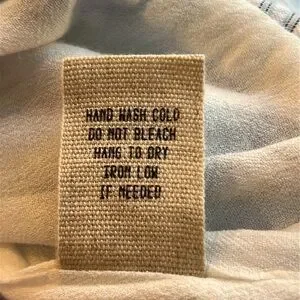 HAND WASH COLD
DO NOT BLEACH
HANG TO DRY
IRON LOW
IF NEEDED